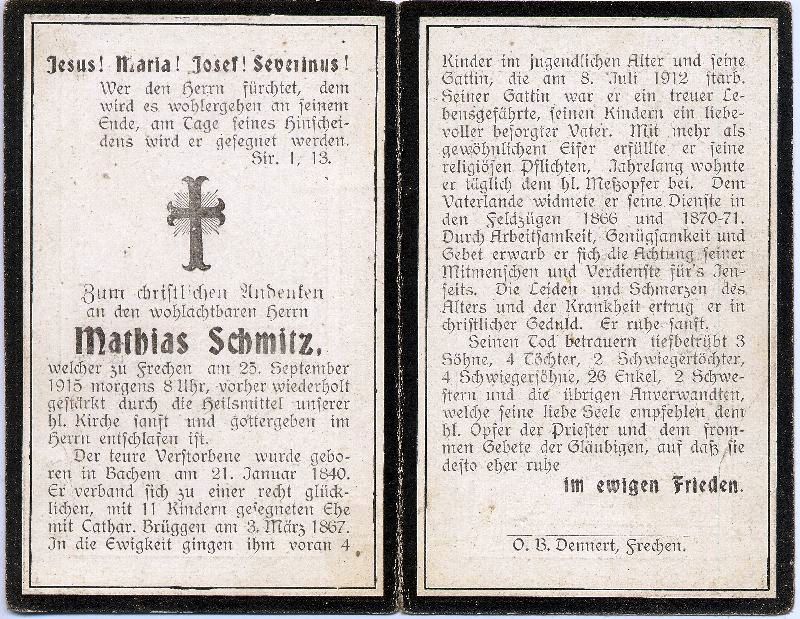 Jesus! Maria! Josef! Severinus!
Wer den Herrn fürchtet, dem
wird es wohlergehen an seinem
Ende, am Tage seines Hinschei-
dens wird er gesegnet werden.
Sir. 1, 13.
Zum christlichen Andenken
an den wohlachtbaren Herrn
Mathias Schmitz,
welcher zu Frechen am 25. September
1915 morgens 8 Uhr, vorher wiederholt
gestärkt durch die Heilsmittel unserer
hl. Kirche sanft und gottergeben im
Herrn entschlafen ist.
Der teure Verstorbene wurde gebo-
ren in Bachem am 21. Januar 1840.
Er verband sich zu einer recht glück-
lichen, mit 11 Kindern gesegneten Ehe
mit Cathar. Brüggen am 3. März 1867.
In die Ewigkeit gingen ihm voran 4
Kinder im jugendlichen Alter und seine
Gattin, die am 8. Juli 1912 starb.
Seiner Gattin war er ein treuer Le-
bensgefährte, seinen Kindern ein liebe-
voller besorgter Vater. Mit mehr als
gewöhnlichem Eifer erfüllte er seine
religiösen Pflichten, Jahrelang wohnte
er täglich dem hl. Meßopfer bei. Dem
Vaterlande widmete er seine Dienste in
den Feldzügen 1866 und 1870-71.
Durch Arbeitsamkeit, Genügsamkeit und
Gebet erwarb er sich die Achtung seiner
Mitmenschen und Verdienste für's Jen-
seits. Die Leiden und Schmerzen des
Alters und der Krankheit ertrug er in
christlicher Geduld. Er ruhe sanft.
Seinen Tod betrauern tiefbetrübt 3
Söhne, 4 Töchter, 2 Schwiegertöchter,
4 Schwiegersöhne, 26 Enkel, 2 Schwe-
stern und die übrigen Anverwandten,
welche seine liebe Seele empfehlen dem
hl. Opfer der Priester und dem from-
men Gebete der Gläubigen, auf daß sie
desto eher ruhe
im ewigen Frieden.
O. B. Dennert, Frechen.